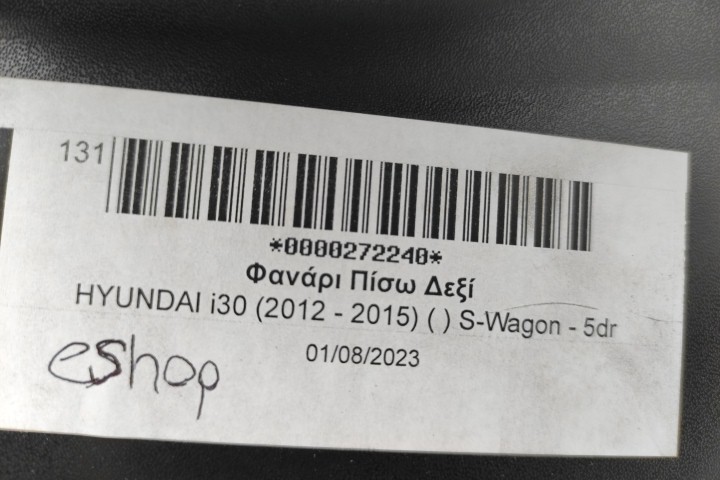 131
*0000272240*
Φανάρι Πίσω Δεξί
HYUNDAI i30 (2012 - 2015) ( ) S-Wagon - 5dr
01/08/2023
eshop